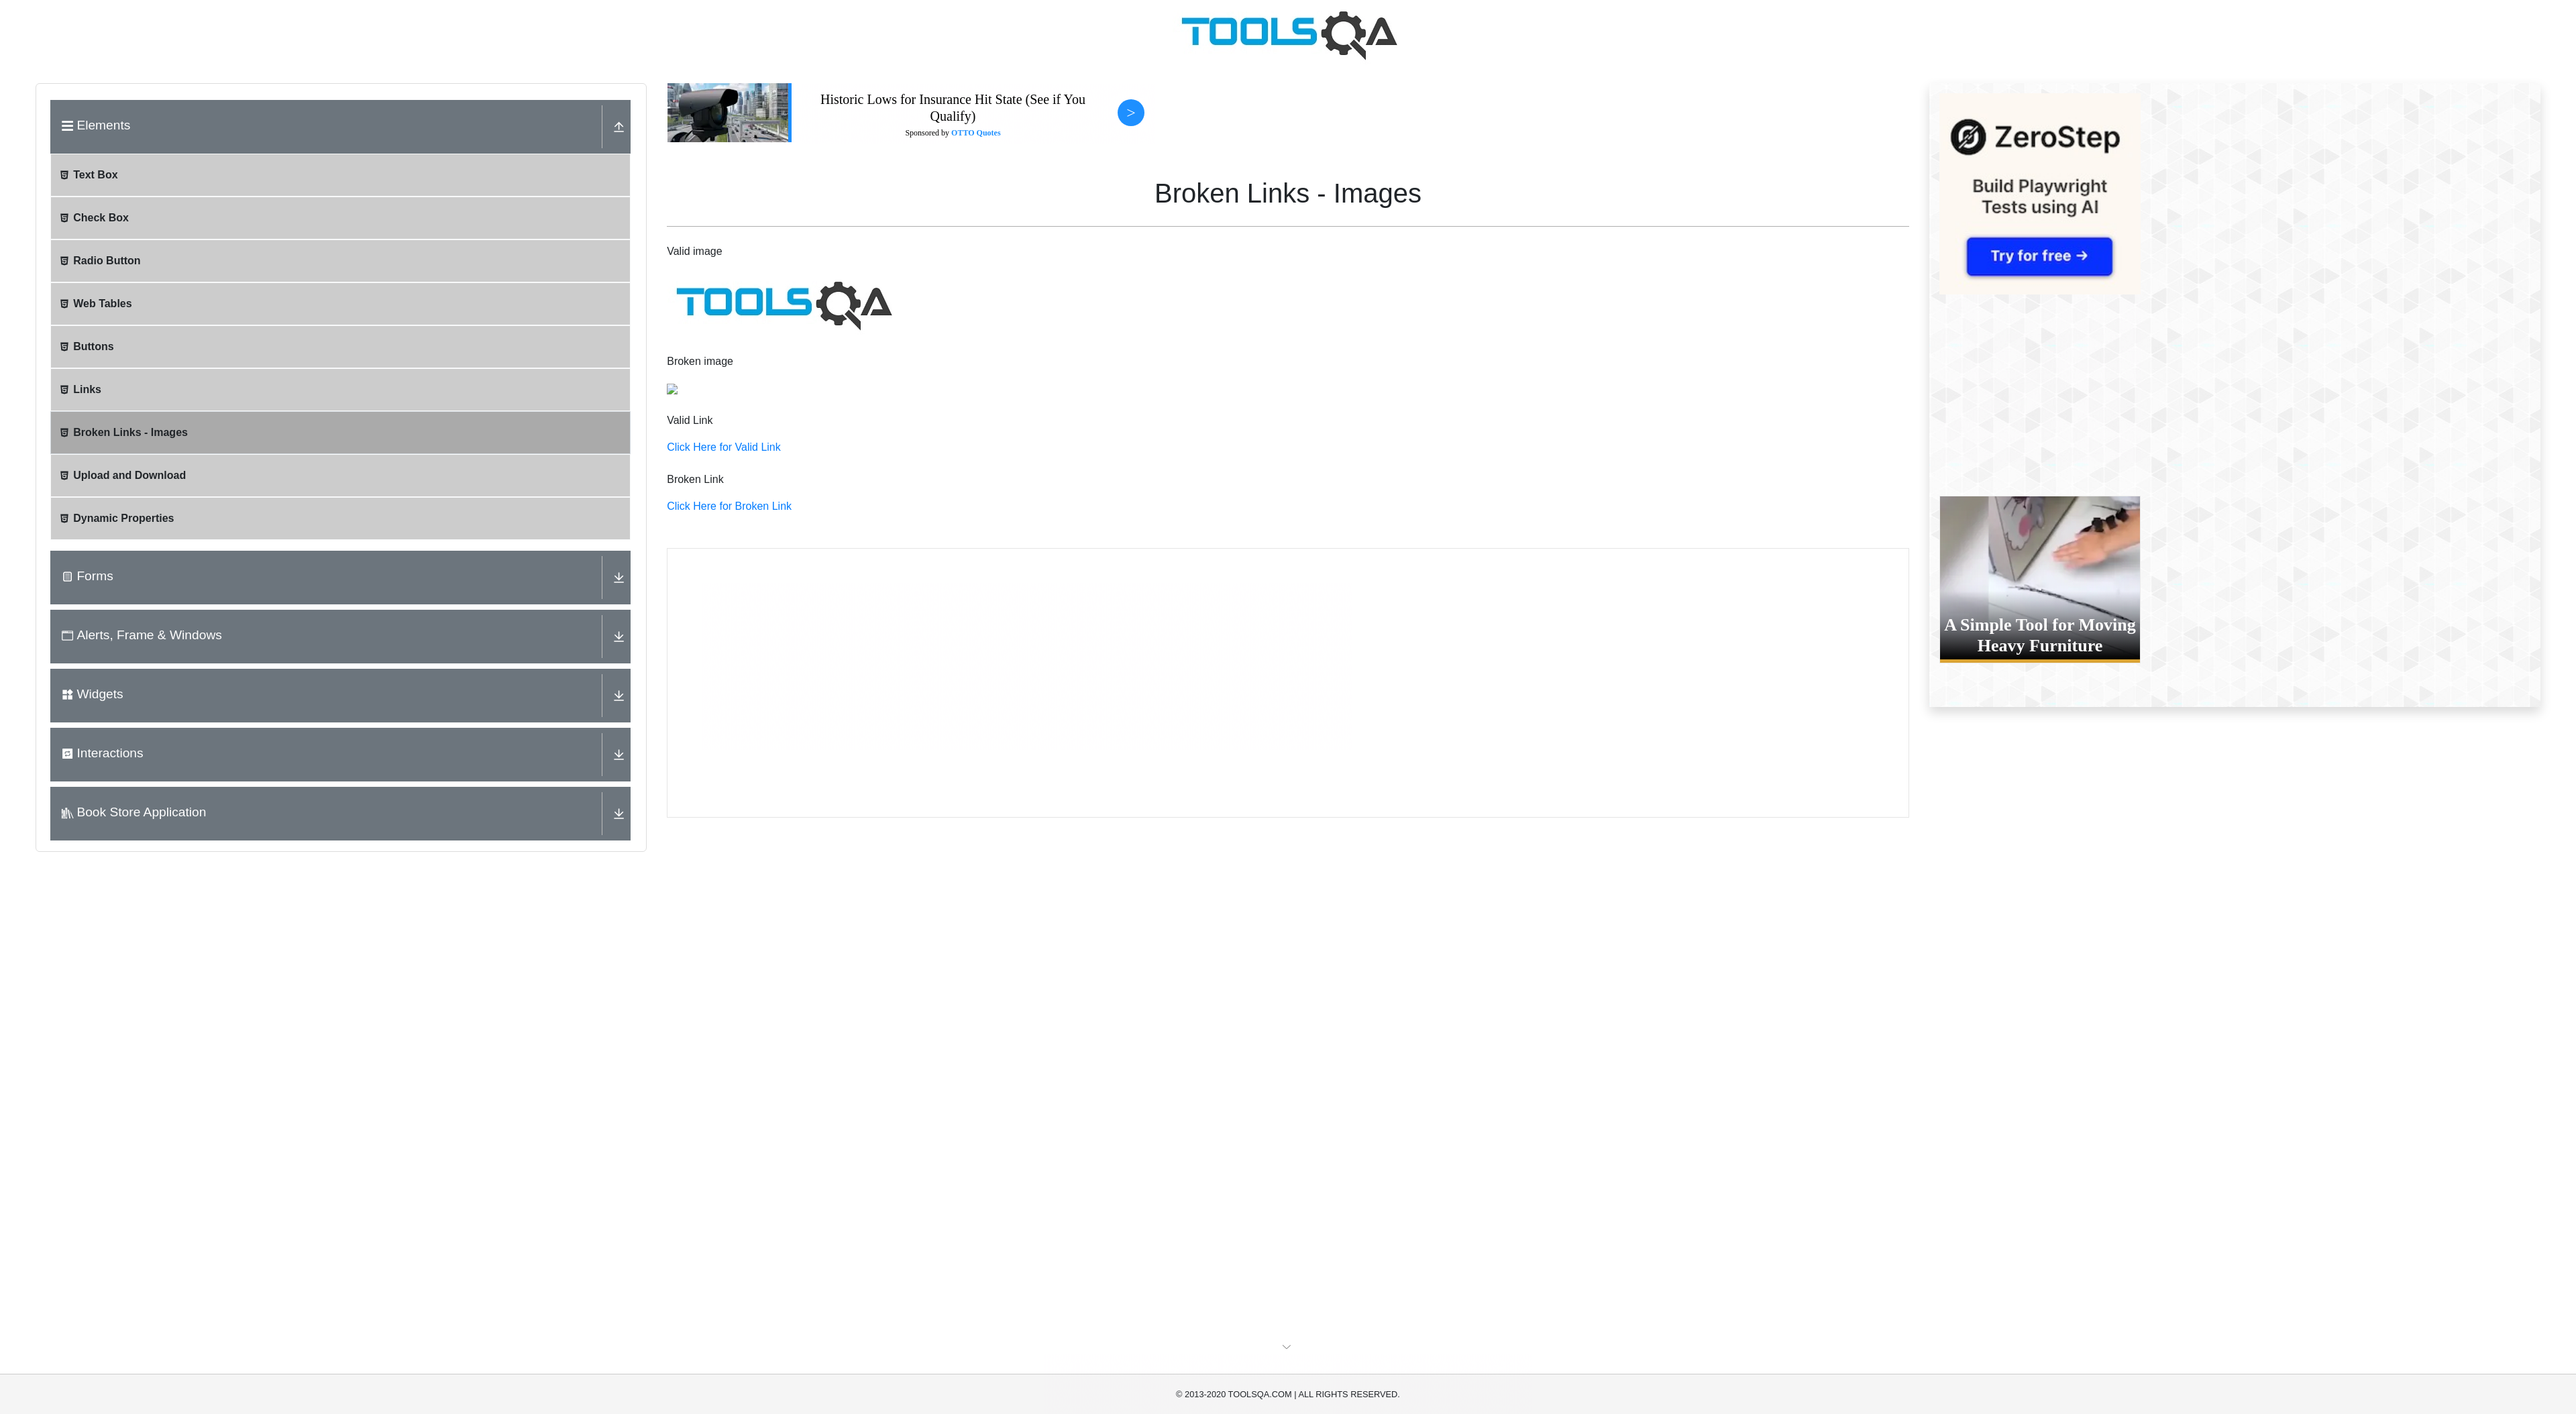 TOOLSQA
Elements
Text Box
Check Box
Radio Button
Web Tables
Buttons
Links
Broken Links - Images
Upload and Download
Dynamic Properties
Forms
Alerts, Frame & Windows
Widgets
Interactions
Book Store Application
Historic Lows for Insurance Hit State (See if You
Qualify)
Sponsored by OTTO Quotes
>
Broken Links - Images
Valid image
TOOLSQA
Broken image
Valid Link
Click Here for Valid Link
Broken Link
Click Here for Broken Link
ZeroStep
Build Playwright
Tests using AI
Try for free →
A Simple Tool for Moving
Heavy Furniture
© 2013-2020 TOOLSQA.COM | ALL RIGHTS RESERVED.